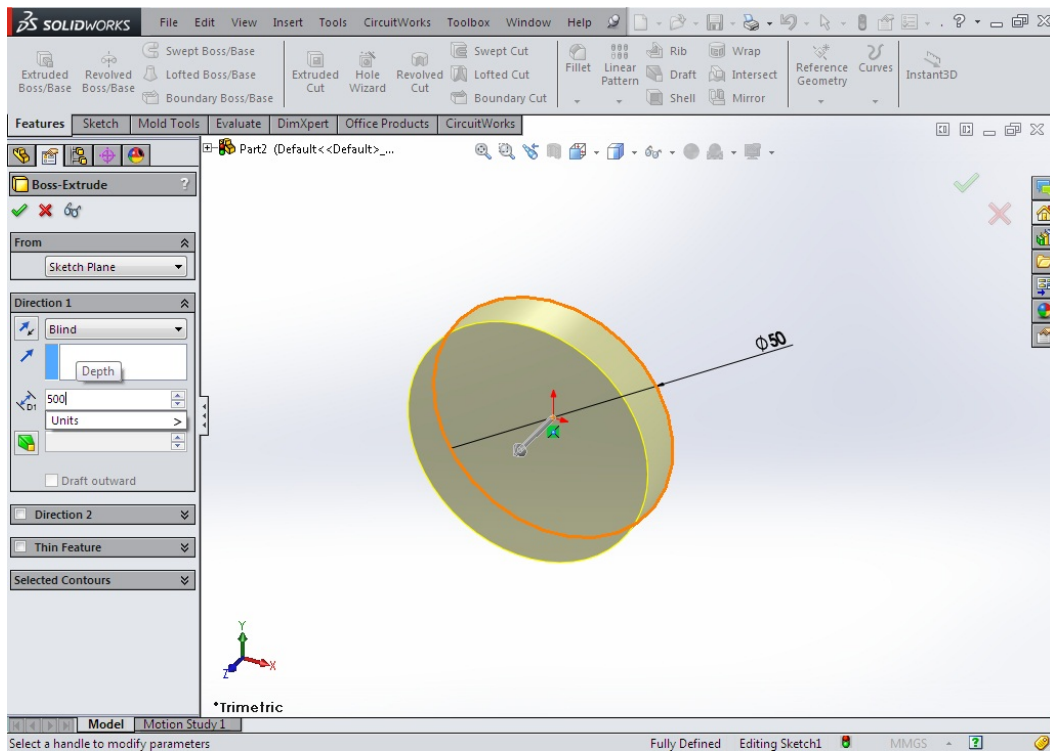 SOLIDWORKS File Edit View Insert Tools CircuitWorks Toolbox Window Help
Extruded Boss/Base
Revolved Boss/Base
Swept Boss/Base
Lofted Boss/Base
Boundary Boss/Base
Extruded Cut
Hole Wizard
Revolved Cut
Swept Cut
Lofted Cut
Boundary Cut
Fillet
Linear Pattern
Rib
Draft
Shell
Wrap
Intersect
Mirror
Reference Geometry
Curves
Instant3D
Features Sketch Mold Tools Evaluate DimXpert Office Products CircuitWorks
Part2 (Default<<Default>_...
Boss-Extrude ?
From
Sketch Plane
Direction 1
Blind
Depth
D1 500
Units >
Draft outward
Direction 2
Thin Feature
Selected Contours
Φ50
Y
X
Z
*Trimetric
Model Motion Study 1
Select a handle to modify parameters Fully Defined Editing Sketch1 MMGS ?